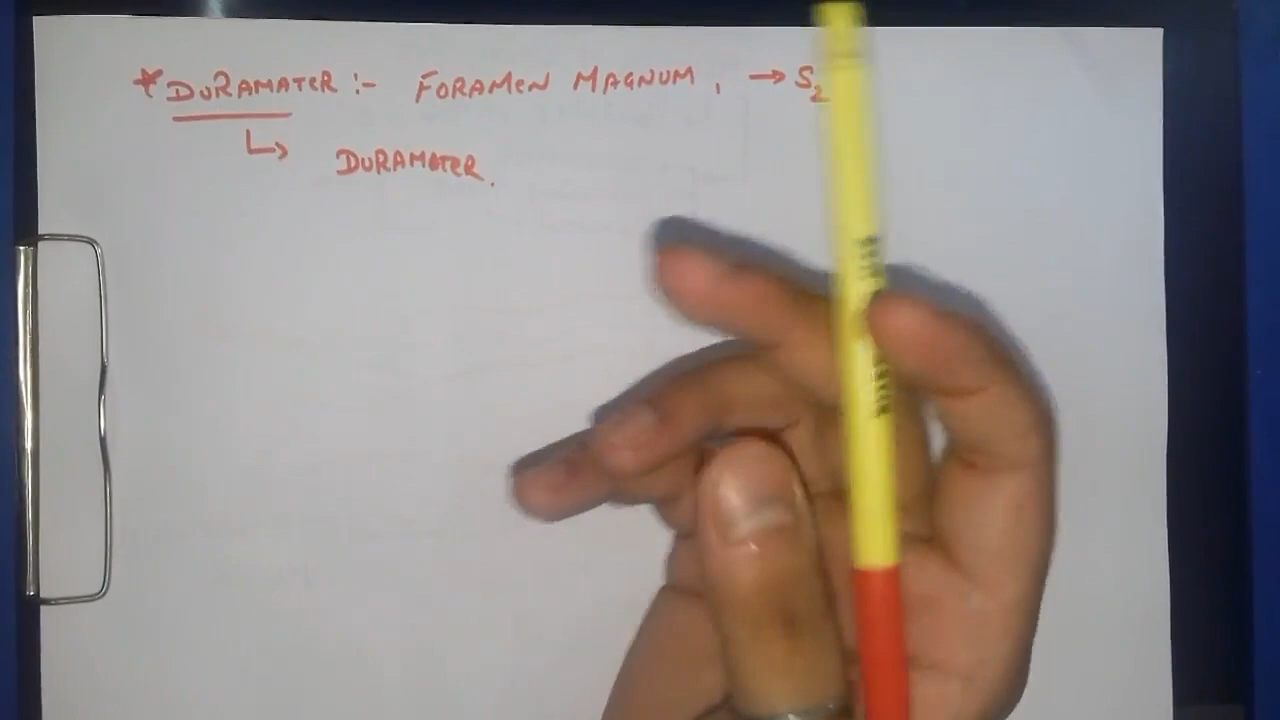 * DURAMATER :- FORAMEN MAGNUM, → S₂
↳ DURAMATER.